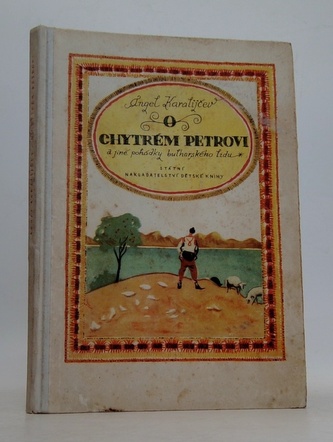 Angel Karalijčev
O
CHYTRÉM PETROVI
a jiné pohádky bulharského lidu
STÁTNÍ
NAKLADATELSTVÍ DĚTSKÉ KNIHY